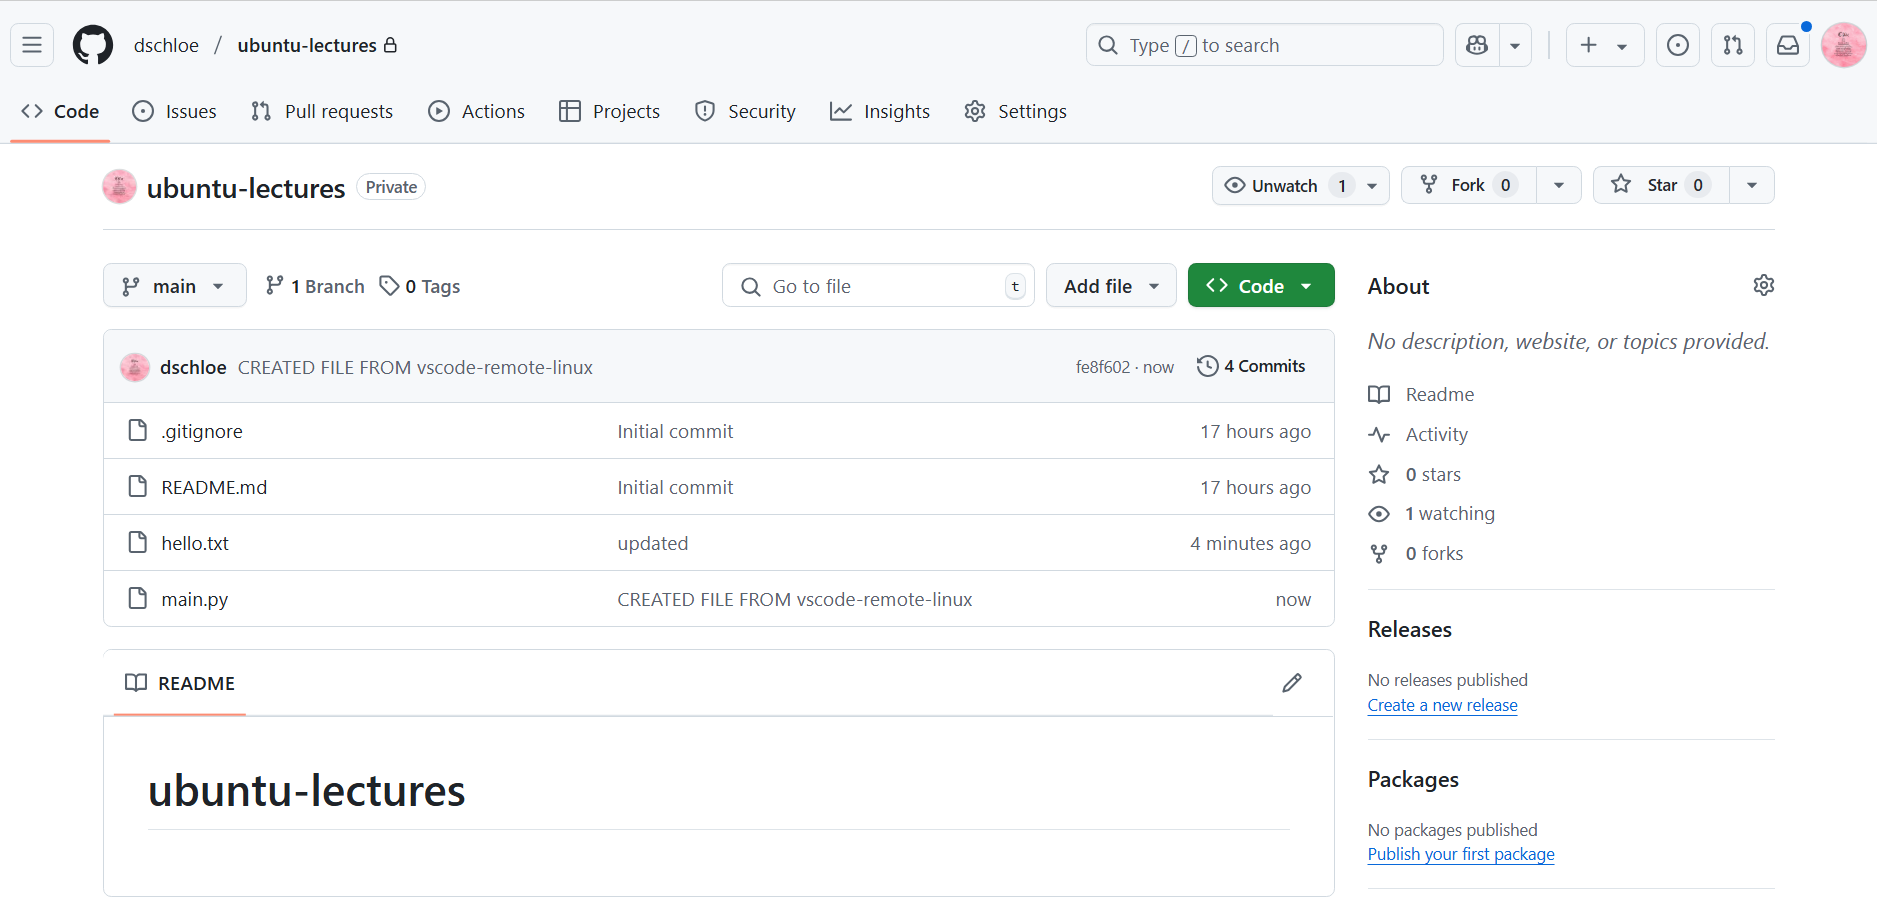 dschloe / ubuntu-lectures
Type / to search
Code Issues Pull requests Actions Projects Security Insights Settings
ubuntu-lectures Private
Unwatch 1 Fork 0 Star 0
main 1 Branch 0 Tags Go to file t Add file Code
dschloe CREATED FILE FROM vscode-remote-linux fe8f602 · now 4 Commits
.gitignore Initial commit 17 hours ago
README.md Initial commit 17 hours ago
hello.txt updated 4 minutes ago
main.py CREATED FILE FROM vscode-remote-linux now
README
ubuntu-lectures
About
No description, website, or topics provided.
Readme
Activity
0 stars
1 watching
0 forks
Releases
No releases published
Create a new release
Packages
No packages published
Publish your first package